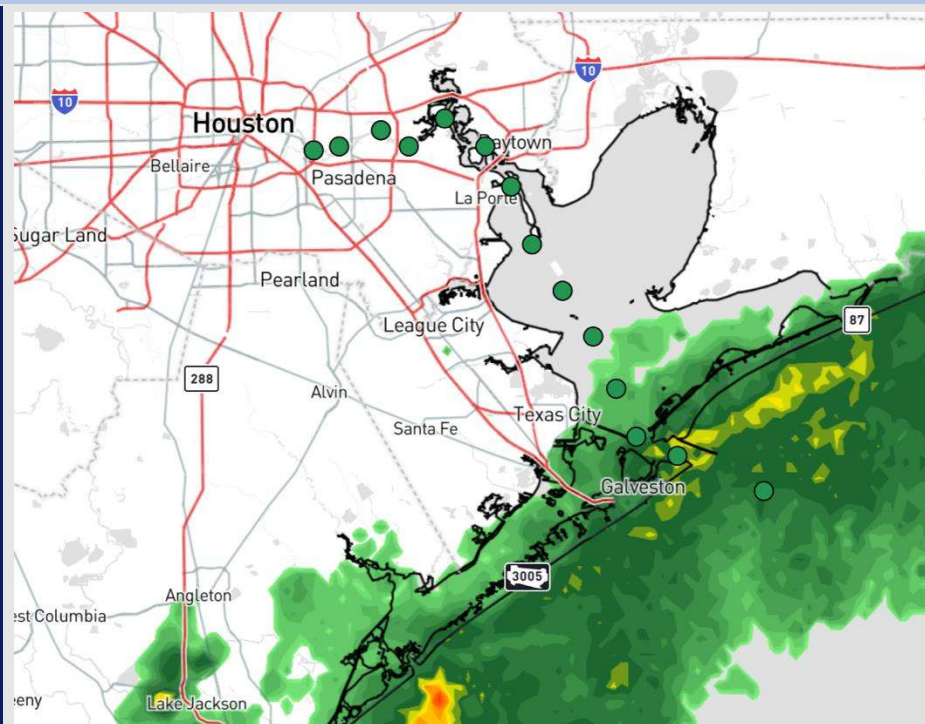 10
10
Houston
Baytown
Bellaire
Pasadena
La Porte
Sugar Land
Pearland
League City
87
288
Alvin
Texas City
Santa Fe
Galveston
3005
Angleton
est Columbia
eny
Lake Jackson